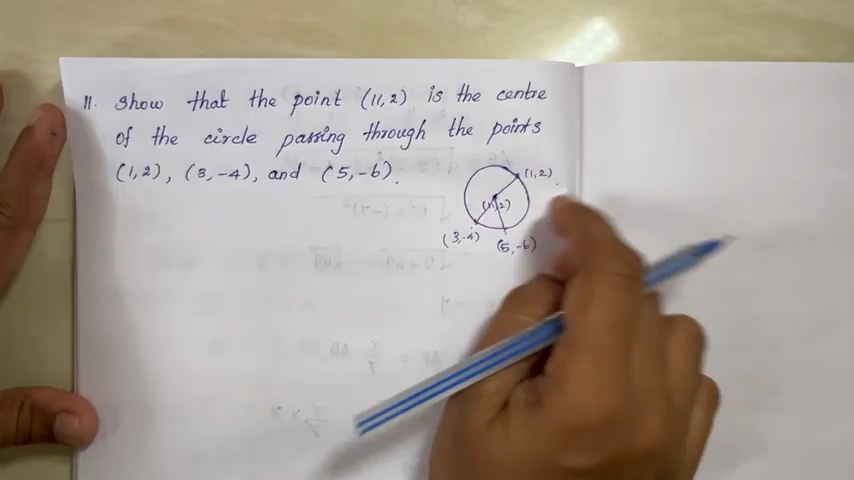 11. Show that the point (11,2) is the centre
of the circle passing through the points
(1,2), (3,-4), and (5,-6).
(1,2)
(11,2)
(3,-4)
(5,-6)